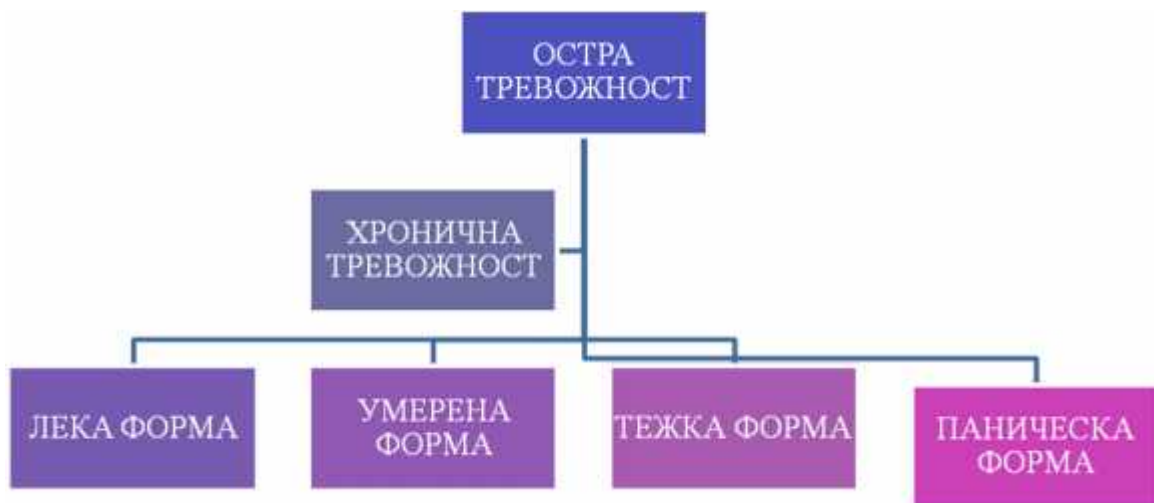 ОСТРА
ТРЕВОЖНОСТ
ХРОНИЧНА
ТРЕВОЖНОСТ
ЛЕКА ФОРМА
УМЕРЕНА
ФОРМА
ТЕЖКА ФОРМА
ПАНИЧЕСКА
ФОРМА